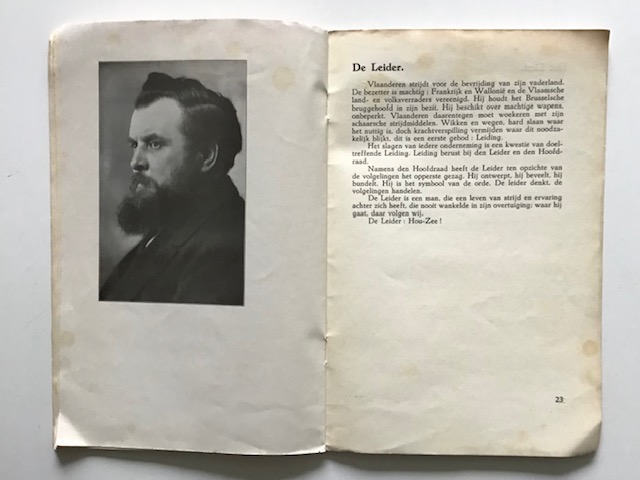 De Leider.
Vlaanderen strijdt voor de bevrijding van zijn vaderland.
De bezetter is machtig : Frankrijk en Wallonië en de Vlaamsche
land- en volksverraders vereenigd. Hij houdt het Brusselsche
bruggehoofd in zijn bezit. Hij beschikt over machtige wapens,
onbeperkt. Vlaanderen daarentegen moet woekeren met zijn
schaarsche strijdmiddelen. Wikken en wegen, hard slaan waar
het nuttig is, doch krachtverspilling vermijden waar dit noodza-
kelijk blijkt, dit is een eerste gebod : Leiding.
Het slagen van iedere onderneming is een kwestie van doel-
treffende Leiding. Leiding berust bij den Leider en den Hoofd-
raad.
Namens den Hoofdraad heeft de Leider ten opzichte van
de volgelingen het opperste gezag. Hij ontwerpt, hij beveelt, hij
bundelt. Hij is het symbool van de orde. De leider denkt, de
volgelingen handelen.
De Leider is een man, die een leven van strijd en ervaring
achter zich heeft, die nooit wankelde in zijn overtuiging; waar hij
gaat, daar volgen wij.
De Leider : Hou-Zee !
23